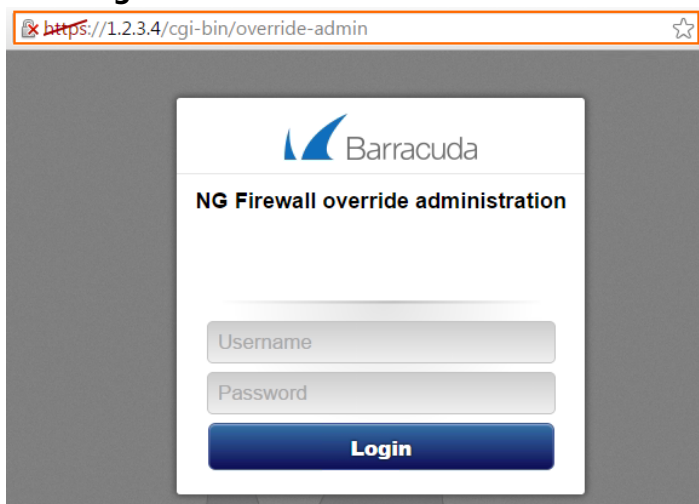 https://1.2.3.4/cgi-bin/override-admin
Barracuda
NG Firewall override administration
Username
Password
Login